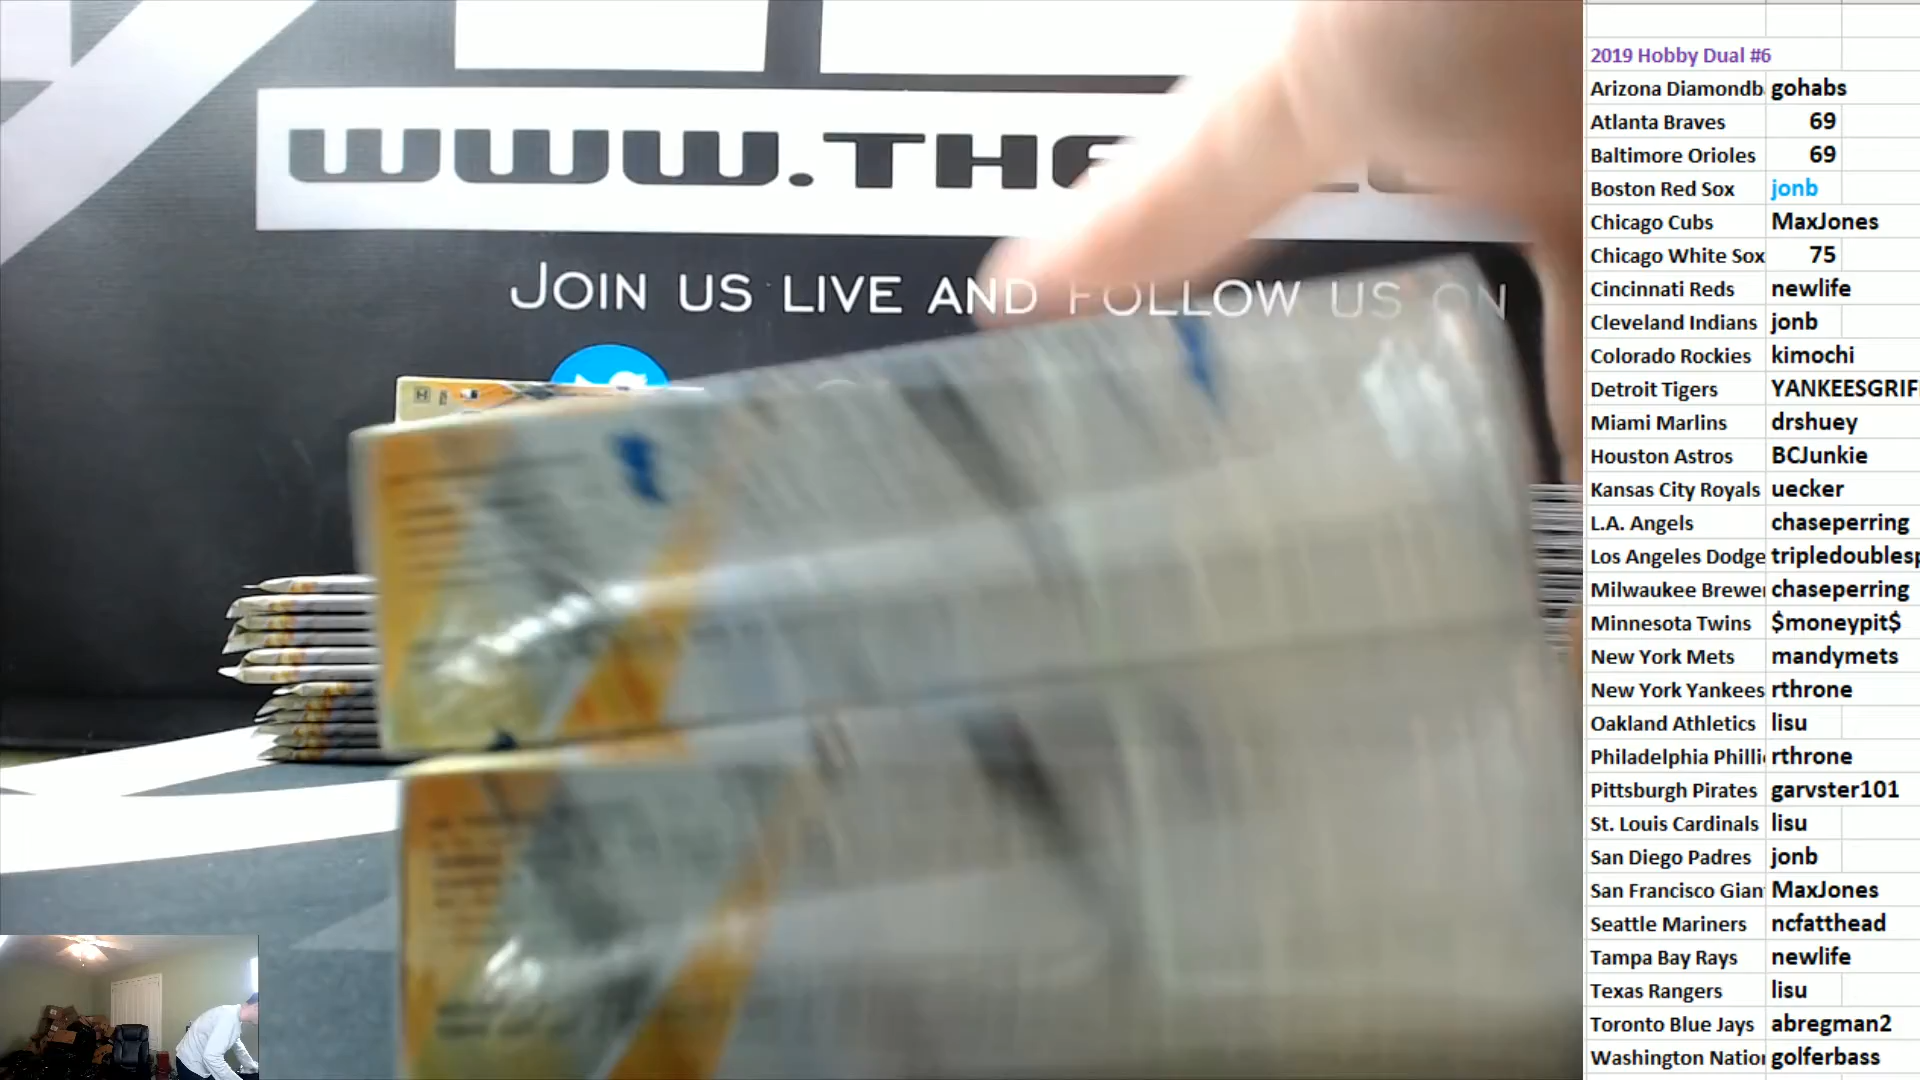 WWW.THE
JOIN US LIVE AND FOLLOW US ON
2019 Hobby Dual #6
Arizona Diamondb gohabs
Atlanta Braves 69
Baltimore Orioles 69
Boston Red Sox jonb
Chicago Cubs MaxJones
Chicago White Sox 75
Cincinnati Reds newlife
Cleveland Indians jonb
Colorado Rockies kimochi
Detroit Tigers YANKEESGRIF
Miami Marlins drshuey
Houston Astros BCJunkie
Kansas City Royals uecker
L.A. Angels chaseperring
Los Angeles Dodge tripledoublesp
Milwaukee Brewer chaseperring
Minnesota Twins $moneypit$
New York Mets mandymets
New York Yankees rthrone
Oakland Athletics lisu
Philadelphia Philli rthrone
Pittsburgh Pirates garvster101
St. Louis Cardinals lisu
San Diego Padres jonb
San Francisco Gian MaxJones
Seattle Mariners ncfatthead
Tampa Bay Rays newlife
Texas Rangers lisu
Toronto Blue Jays abregman2
Washington Natio golferbass